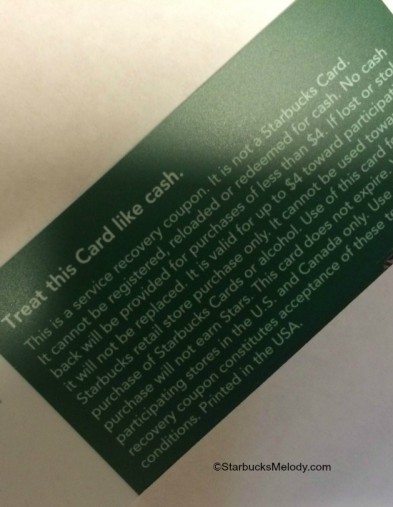 Treat this Card like cash.
This is a service recovery coupon. It is not a Starbucks Card.
It cannot be registered, reloaded or redeemed for cash. No cash
back will be provided for purchases of less than $4. If lost or
it will not be replaced. It is valid for up to $4 toward
Starbucks retail store purchase only. It cannot be used
purchase of Starbucks Cards or alcohol. Use of this card
purchase will not earn Stars. This card does not expire.
participating stores in the U.S. and Canada only. Use
recovery coupon constitutes acceptance of these
conditions. Printed in the USA.
©StarbucksMelody.com